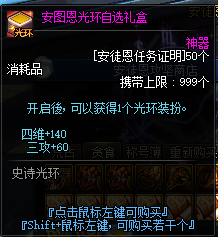 安图恩光环自选礼盒
光环
神器
[安徒恩任务证明]50个
消耗品
携带上限:999个
开启后,可以获得1个光环装扮。
四维+140
三攻+60
史诗光环
『点击鼠标左键可购买』
『Shift+鼠标左键,可购买若干个』